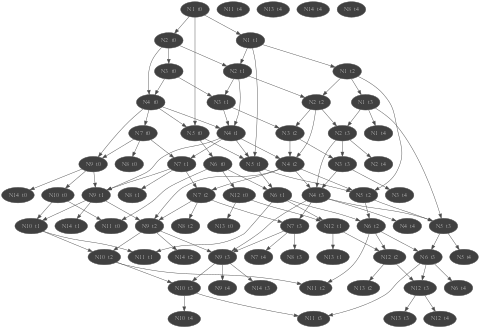 N1 t0 N11 t4 N13 t4 N14 t4 N8 t4
N2 t0 N1 t1
N3 t0 N2 t1 N1 t2
N4 t0 N3 t1 N2 t2 N1 t3
N7 t0 N5 t0 N4 t1 N3 t2 N2 t3 N1 t4
N9 t0 N8 t0 N7 t1 N6 t0 N5 t1 N4 t2 N3 t3 N2 t4
N14 t0 N10 t0 N9 t1 N8 t1 N7 t2 N12 t0 N6 t1 N4 t3 N5 t2 N3 t4
N10 t1 N14 t1 N11 t0 N9 t2 N8 t2 N13 t0 N7 t3 N12 t1 N6 t2 N4 t4 N5 t3
N10 t2 N11 t1 N14 t2 N9 t3 N7 t4 N8 t3 N13 t1 N12 t2 N6 t3 N5 t4
N10 t3 N9 t4 N14 t3 N11 t2 N13 t2 N12 t3 N6 t4
N10 t4 N11 t3 N13 t3 N12 t4